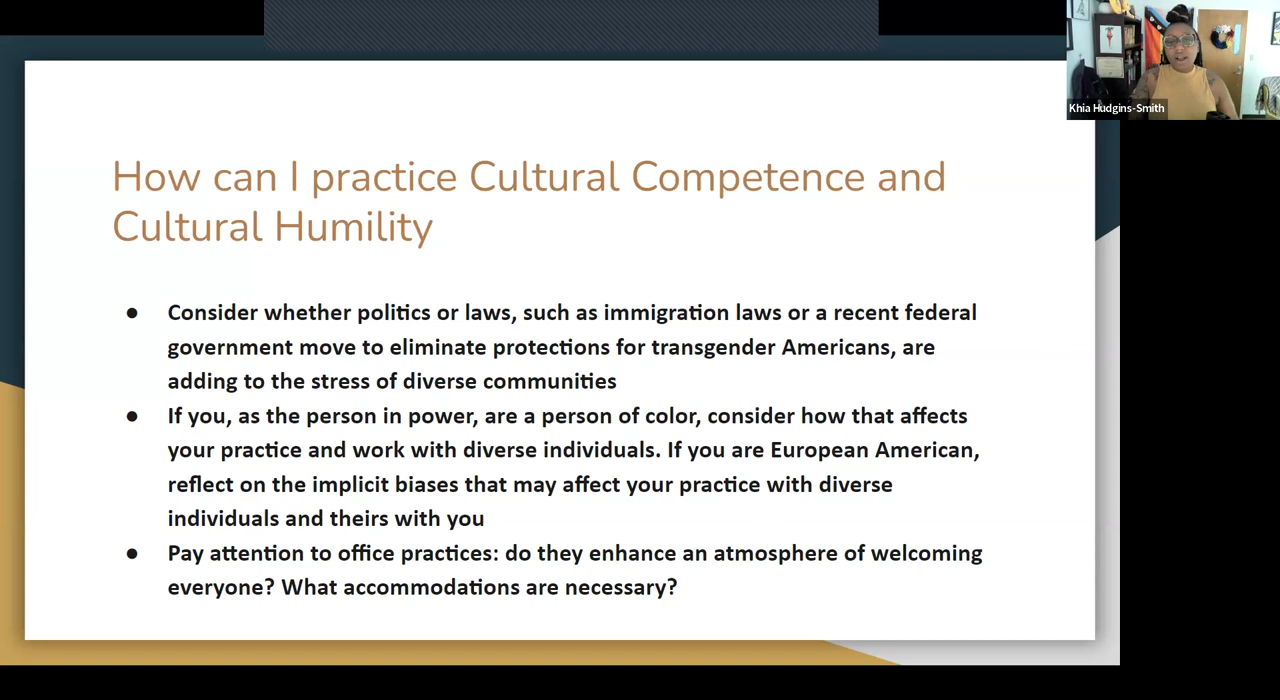 Khia Hudgins-Smith
How can I practice Cultural Competence and
Cultural Humility
● Consider whether politics or laws, such as immigration laws or a recent federal
government move to eliminate protections for transgender Americans, are
adding to the stress of diverse communities
● If you, as the person in power, are a person of color, consider how that affects
your practice and work with diverse individuals. If you are European American,
reflect on the implicit biases that may affect your practice with diverse
individuals and theirs with you
● Pay attention to office practices: do they enhance an atmosphere of welcoming
everyone? What accommodations are necessary?